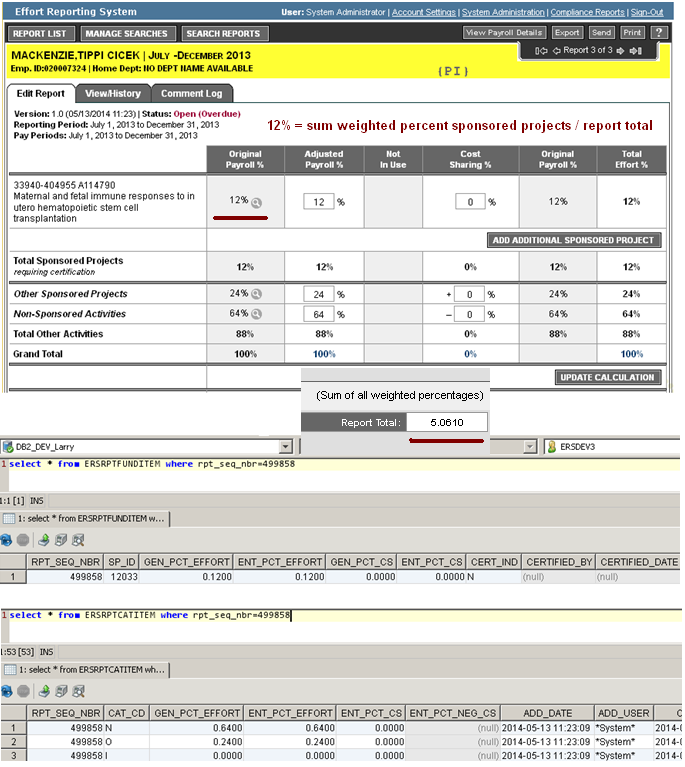 Effort Reporting System
User: System Administrator | Account Settings | System Administration | Compliance Reports | Sign-Out
REPORT LIST MANAGE SEARCHES SEARCH REPORTS View Payroll Details Export Send Print ?
MACKENZIE,TIPPI CICEK | JULY -DECEMBER 2013
Report 3 of 3
Emp. ID:020007324 | Home Dept: NO DEPT NAME AVAILABLE
{PI}
Edit Report View/History Comment Log
Version: 1.0 (05/13/2014 11:23) | Status: Open (Overdue)
Reporting Period: July 1, 2013 to December 31, 2013
Pay Periods: July 1, 2013 to December 31, 2013
12% = sum weighted percent sponsored projects / report total
Original Payroll % Adjusted Payroll % Not In Use Cost Sharing % Original Payroll % Total Effort %
33940-404955 A114790
Maternal and fetal immune responses to in
utero hematopoietic stem cell
transplantation
12% 12 % 0 % 12% 12%
ADD ADDITIONAL SPONSORED PROJECT
Total Sponsored Projects 12% 12% 0% 12% 12%
requiring certification
Other Sponsored Projects 24% 24 % + 0 % 24% 24%
Non-Sponsored Activities 64% 64 % – 0 % 64% 64%
Total Other Activities 88% 88% 0% 88% 88%
Grand Total 100% 100% 0% 100%
UPDATE CALCULATION
(Sum of all weighted percentages)
Report Total: 5.0610
DB2_DEV_Larry ERSDEV3
1 select * from ERSRPTFUNDITEM where rpt_seq_nbr=499858
1:1 [1] INS
1: select * from ERSRPTFUNDITEM w...
RPT_SEQ_NBR SP_ID GEN_PCT_EFFORT ENT_PCT_EFFORT GEN_PCT_CS ENT_PCT_CS CERT_IND CERTIFIED_BY CERTIFIED_DATE
1 499858 12033 0.1200 0.1200 0.0000 0.0000 N (null) (null)
1 select * from ERSRPTCATITEM where rpt_seq_nbr=499858
1:53 [53] INS
1: select * from ERSRPTCATITEM wh...
RPT_SEQ_NBR CAT_CD GEN_PCT_EFFORT ENT_PCT_EFFORT ENT_PCT_CS ENT_PCT_NEG_CS ADD_DATE ADD_USER C
1 499858 N 0.6400 0.6400 0.0000 (null) 2014-05-13 11:23:09 *System* 2014-0
2 499858 O 0.2400 0.2400 0.0000 (null) 2014-05-13 11:23:09 *System* 2014-0
3 499858 I 0.0000 0.0000 0.0000 (null) 2014-05-13 11:23:09 *System* 2014-0